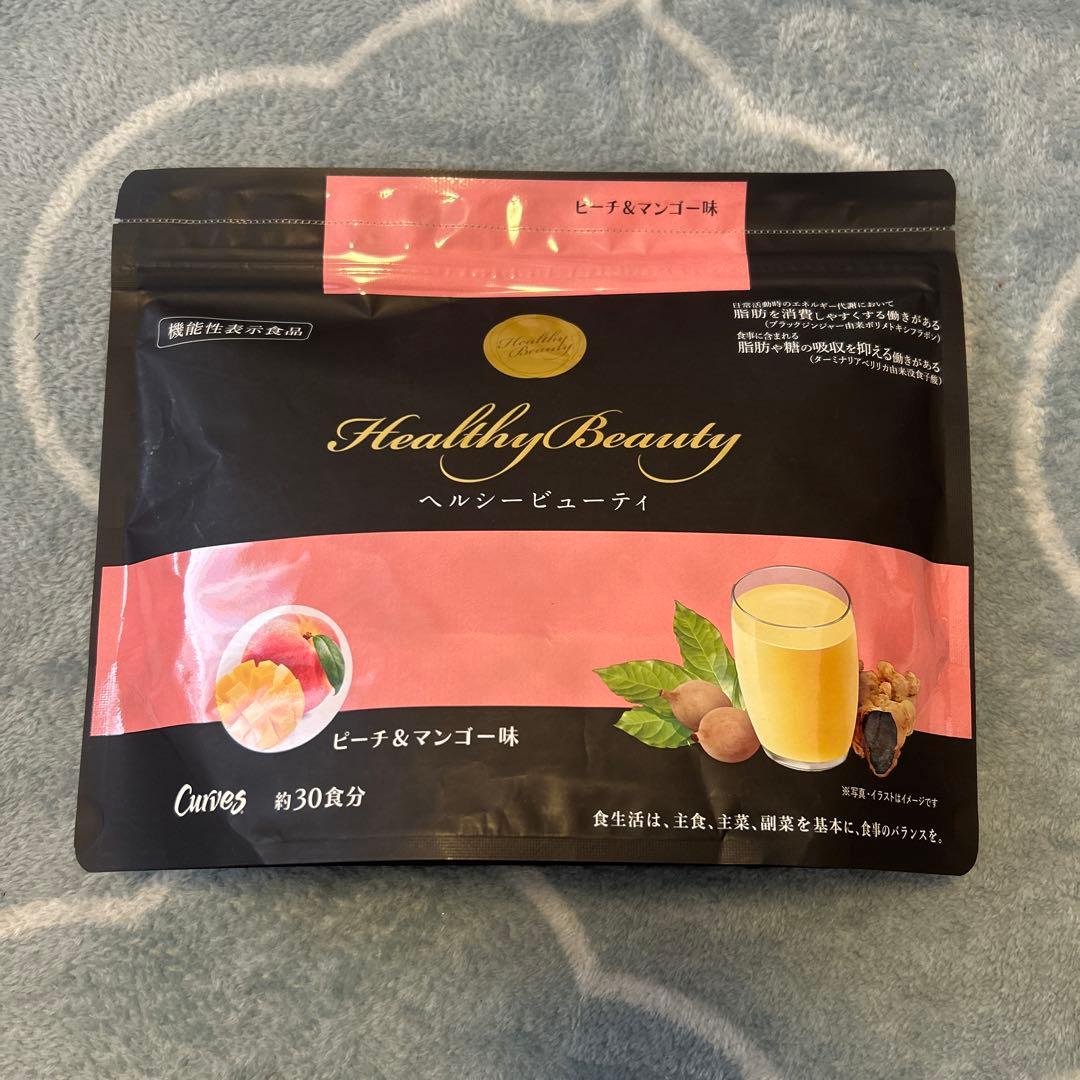 ピーチ＆マンゴー味
機能性表示食品
日常活動時のエネルギー代謝において
脂肪を消費しやすくする働きがある
(ブラックジンジャー由来ポリメトキシフラボン)
食事に含まれる
脂肪や糖の吸収を抑える働きがある
(ターミナリアベリリカ由来没食子酸)
Healthy
Beauty
Healthy Beauty
ヘルシービューティ
ピーチ＆マンゴー味
Curves 約30食分
※写真・イラストはイメージです
食生活は、主食、主菜、副菜を基本に、食事のバランスを。